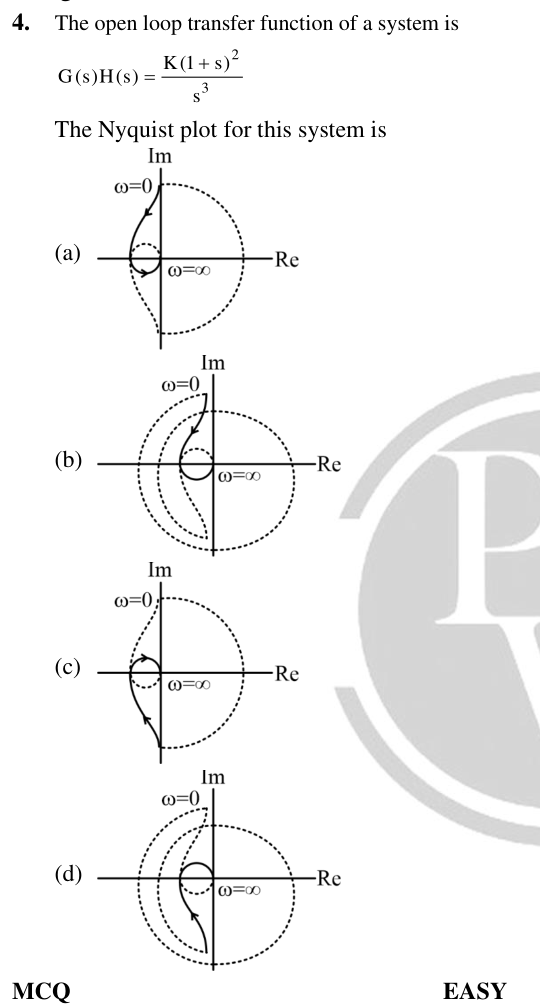 4. The open loop transfer function of a system is
G(s)H(s) = K(1+s)² / s³
The Nyquist plot for this system is
Im
ω=0
(a)
Re
ω=∞
Im
ω=0
(b)
Re
ω=∞
Im
ω=0
(c)
Re
ω=∞
Im
ω=0
(d)
Re
ω=∞
MCQ EASY